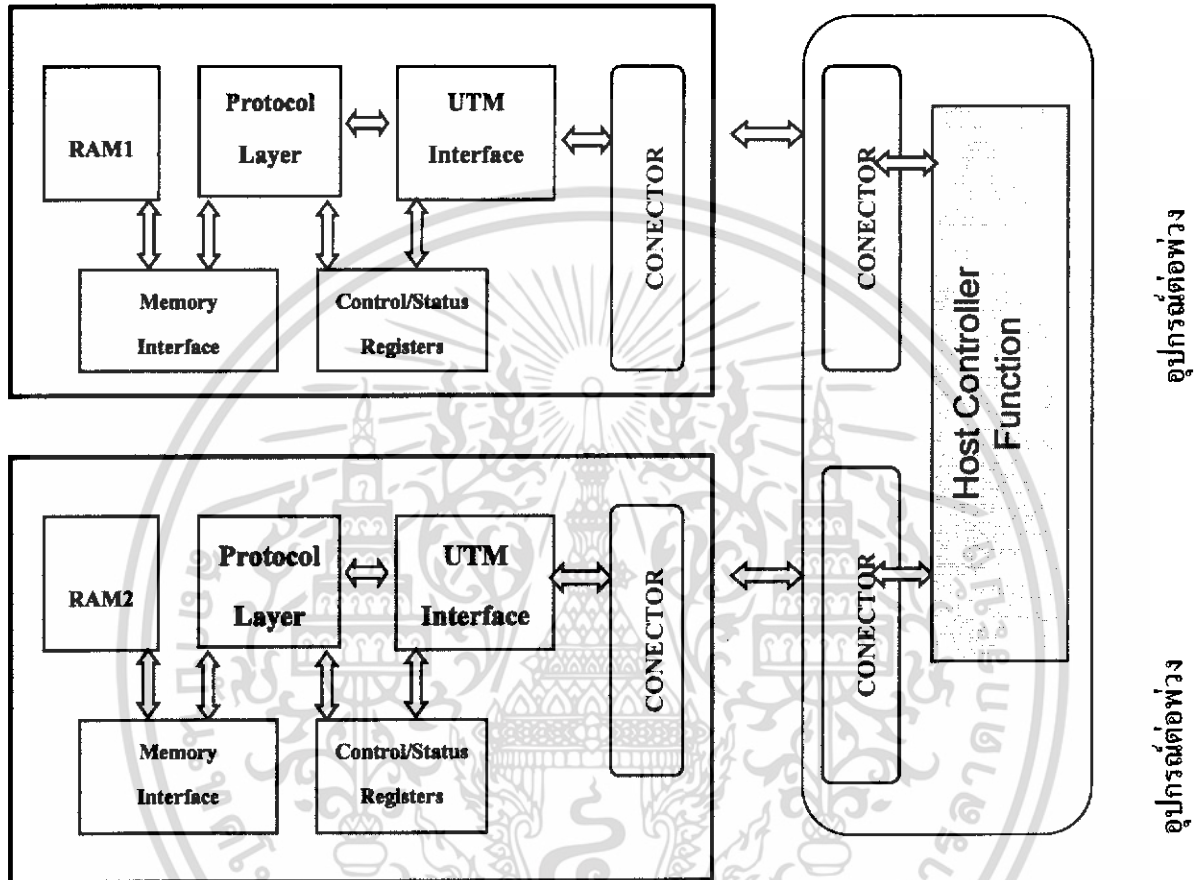 RAM1
Protocol
Layer
UTM
Interface
CONECTOR
Memory
Interface
Control/Status
Registers
CONECTOR
Host Controller
Function
อุปกรณ์ต่อพ่วง
RAM2
Protocol
Layer
UTM
Interface
CONECTOR
Memory
Interface
Control/Status
Registers
CONECTOR
อุปกรณ์ต่อพ่วง